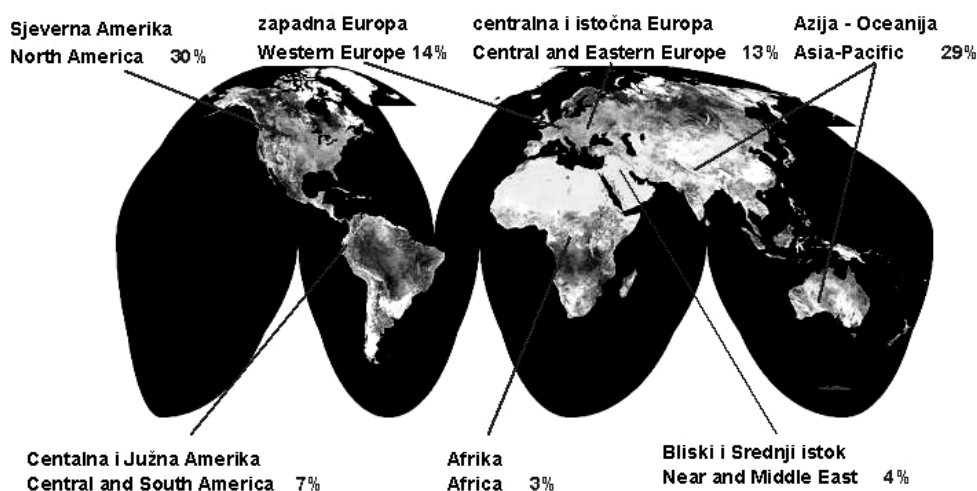 Sjeverna Amerika
North America 30%
zapadna Europa
Western Europe 14%
centralna i istočna Europa
Central and Eastern Europe 13%
Azija - Oceanija
Asia-Pacific 29%
Centalna i Južna Amerika
Central and South America 7%
Afrika
Africa 3%
Bliski i Srednji istok
Near and Middle East 4%